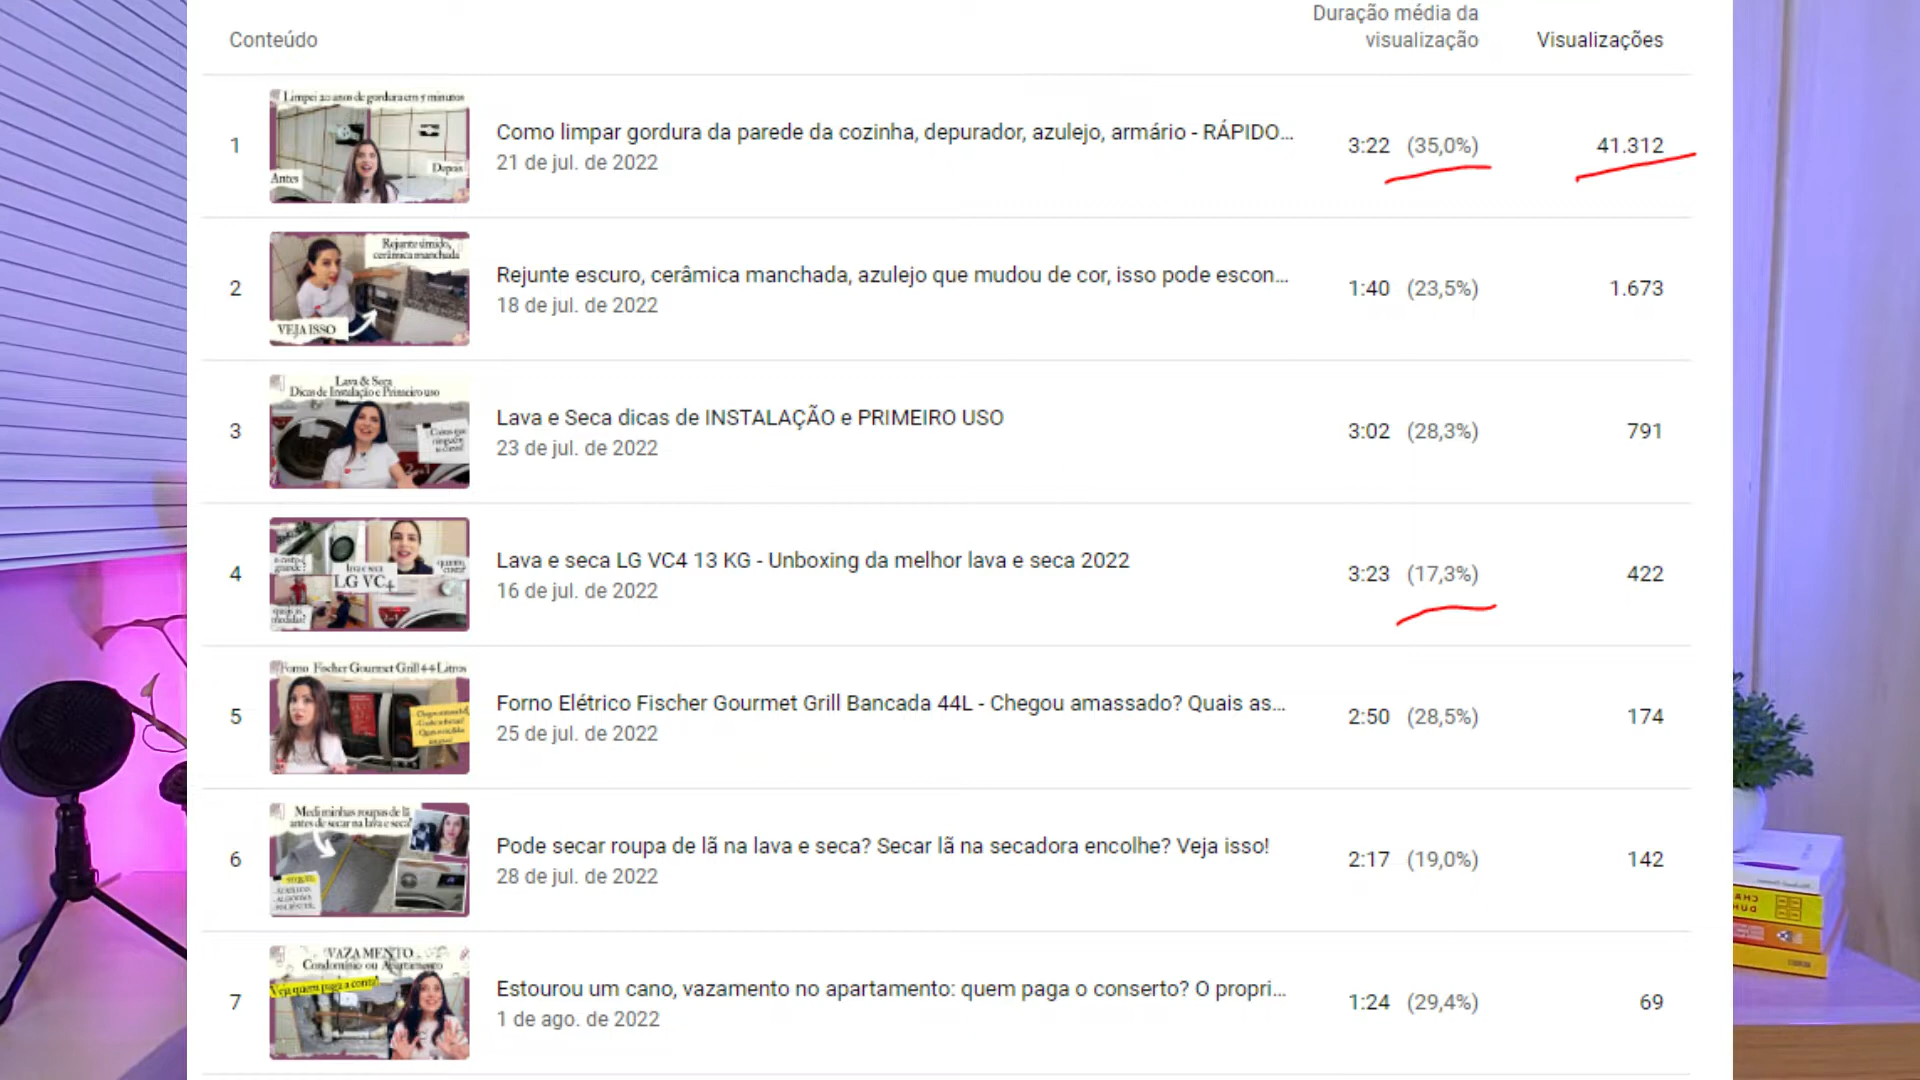 Conteúdo
Duração média da
visualização
Visualizações
1
Limpei 20 anos de gordura em 5 minutos
Antes
Depois
Como limpar gordura da parede da cozinha, depurador, azulejo, armário - RÁPIDO...
21 de jul. de 2022
3:22 (35,0%)
41.312
2
Rejunte úmido,
cerâmica manchada
VEJA ISSO
Rejunte escuro, cerâmica manchada, azulejo que mudou de cor, isso pode escon...
18 de jul. de 2022
1:40 (23,5%)
1.673
3
Lava & Seca
Dicas de Instalação e Primeiro uso
Lava e Seca dicas de INSTALAÇÃO e PRIMEIRO USO
23 de jul. de 2022
3:02 (28,3%)
791
4
grande?
LG VC4
Lava e seca LG VC4 13 KG - Unboxing da melhor lava e seca 2022
16 de jul. de 2022
3:23 (17,3%)
422
5
Forno Fischer Gourmet Grill 44 Litros
Forno Elétrico Fischer Gourmet Grill Bancada 44L - Chegou amassado? Quais as...
25 de jul. de 2022
2:50 (28,5%)
174
6
Medi minhas roupas de lã
antes de secar na lava e seca
Pode secar roupa de lã na lava e seca? Secar lã na secadora encolhe? Veja isso!
28 de jul. de 2022
2:17 (19,0%)
142
7
VAZAMENTO
Condomínio ou Apartamento
Veja quem paga a conta!
Estourou um cano, vazamento no apartamento: quem paga o conserto? O propri...
1 de ago. de 2022
1:24 (29,4%)
69